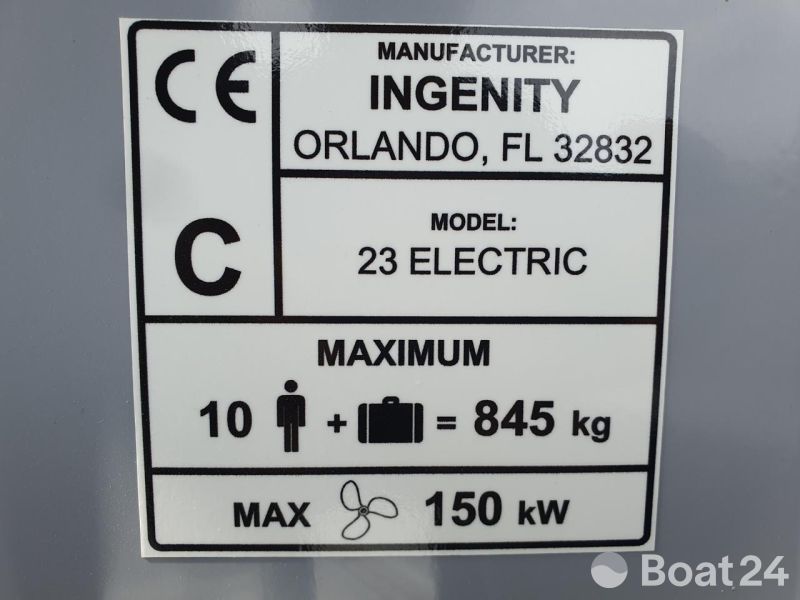 CE
C
MANUFACTURER:
INGENITY
ORLANDO, FL 32832
MODEL:
23 ELECTRIC
MAXIMUM
10 + = 845 kg
MAX 150 kW
Boat24